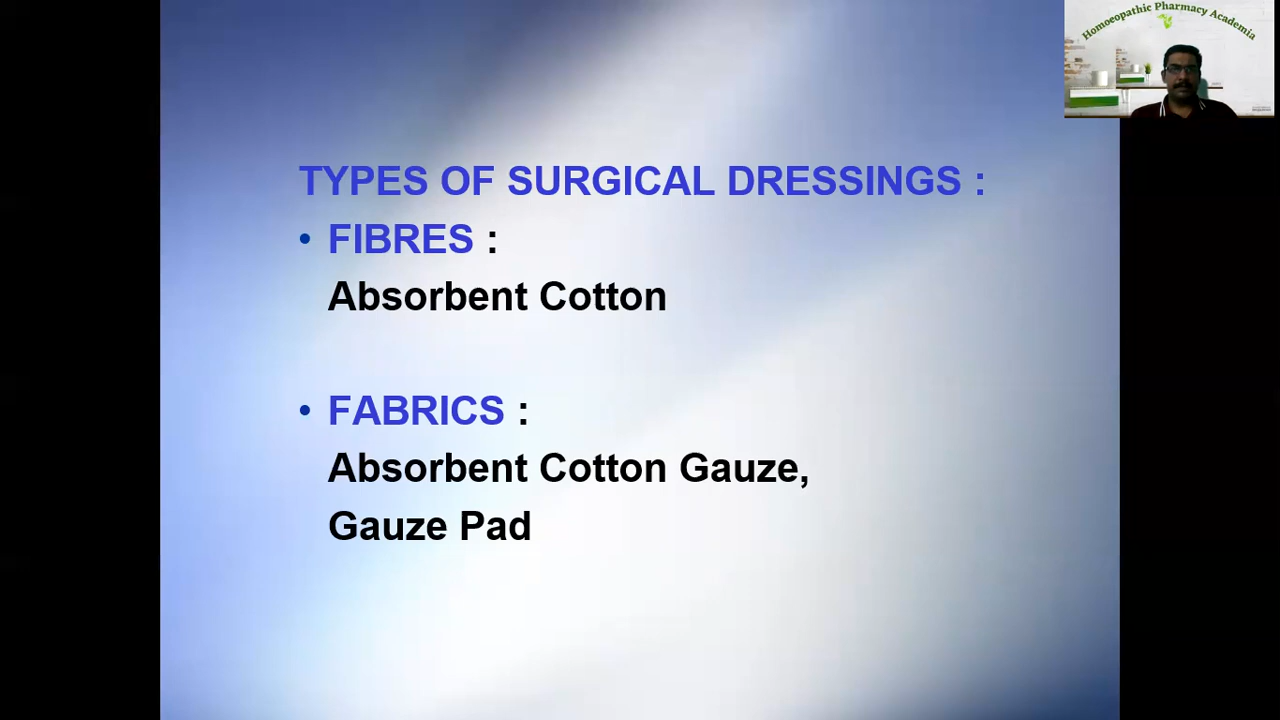 Homoeopathic Pharmacy Academia
TYPES OF SURGICAL DRESSINGS :
• FIBRES :
Absorbent Cotton
• FABRICS :
Absorbent Cotton Gauze,
Gauze Pad